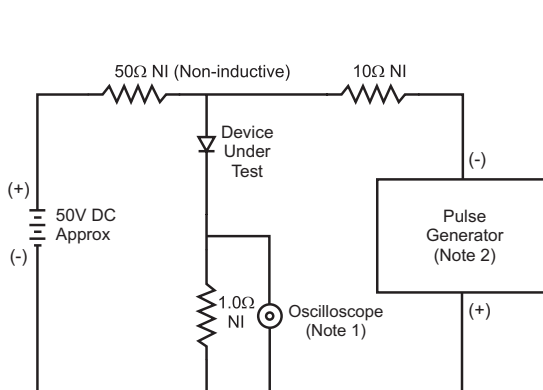 50Ω NI (Non-inductive)
10Ω NI
Device
Under
Test
(-)
(+)
50V DC
Approx
(-)
Pulse
Generator
(Note 2)
1.0Ω
NI
Oscilloscope
(Note 1)
(+)